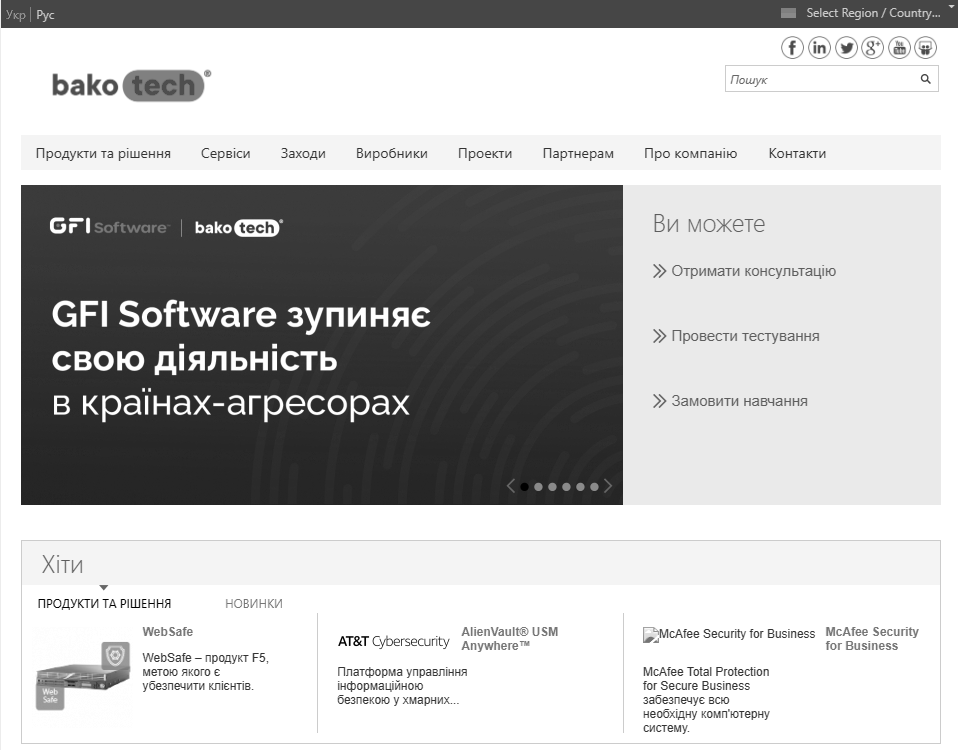 Укр | Рус
Select Region / Country...
bakotech®
Пошук
Продукти та рішення Сервіси Заходи Виробники Проекти Партнерам Про компанію Контакти
GFI Software | bakotech®
GFI Software зупиняє
свою діяльність
в країнах-агресорах
Ви можете
Отримати консультацію
Провести тестування
Замовити навчання
Хіти
ПРОДУКТИ ТА РІШЕННЯ НОВИНКИ
Web
Safe
WebSafe
WebSafe – продукт F5,
метою якого є
убезпечити клієнтів.
AT&T Cybersecurity
AlienVault® USM
Anywhere™
Платформа управління
інформаційною
безпекою у хмарних...
McAfee Security for Business
McAfee Security
for Business
McAfee Total Protection
for Secure Business
забезпечує всю
необхідну комп'ютерну
систему.